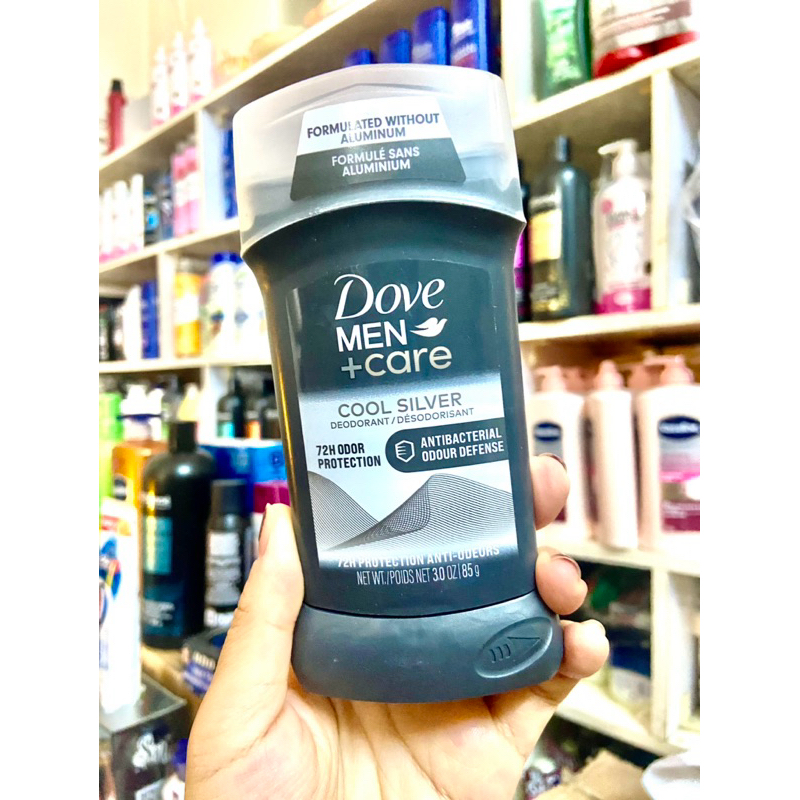 FORMULATED WITHOUT
ALUMINUM
FORMULÉ SANS
ALUMINIUM
Dove
MEN
+care
COOL SILVER
DEODORANT/DÉSODORISANT
72H ODOR
PROTECTION
ANTIBACTERIAL
ODOUR DEFENSE
72H PROTECTION ANTI-ODEURS
NET WT./POIDS NET 3.0 OZ | 85 g